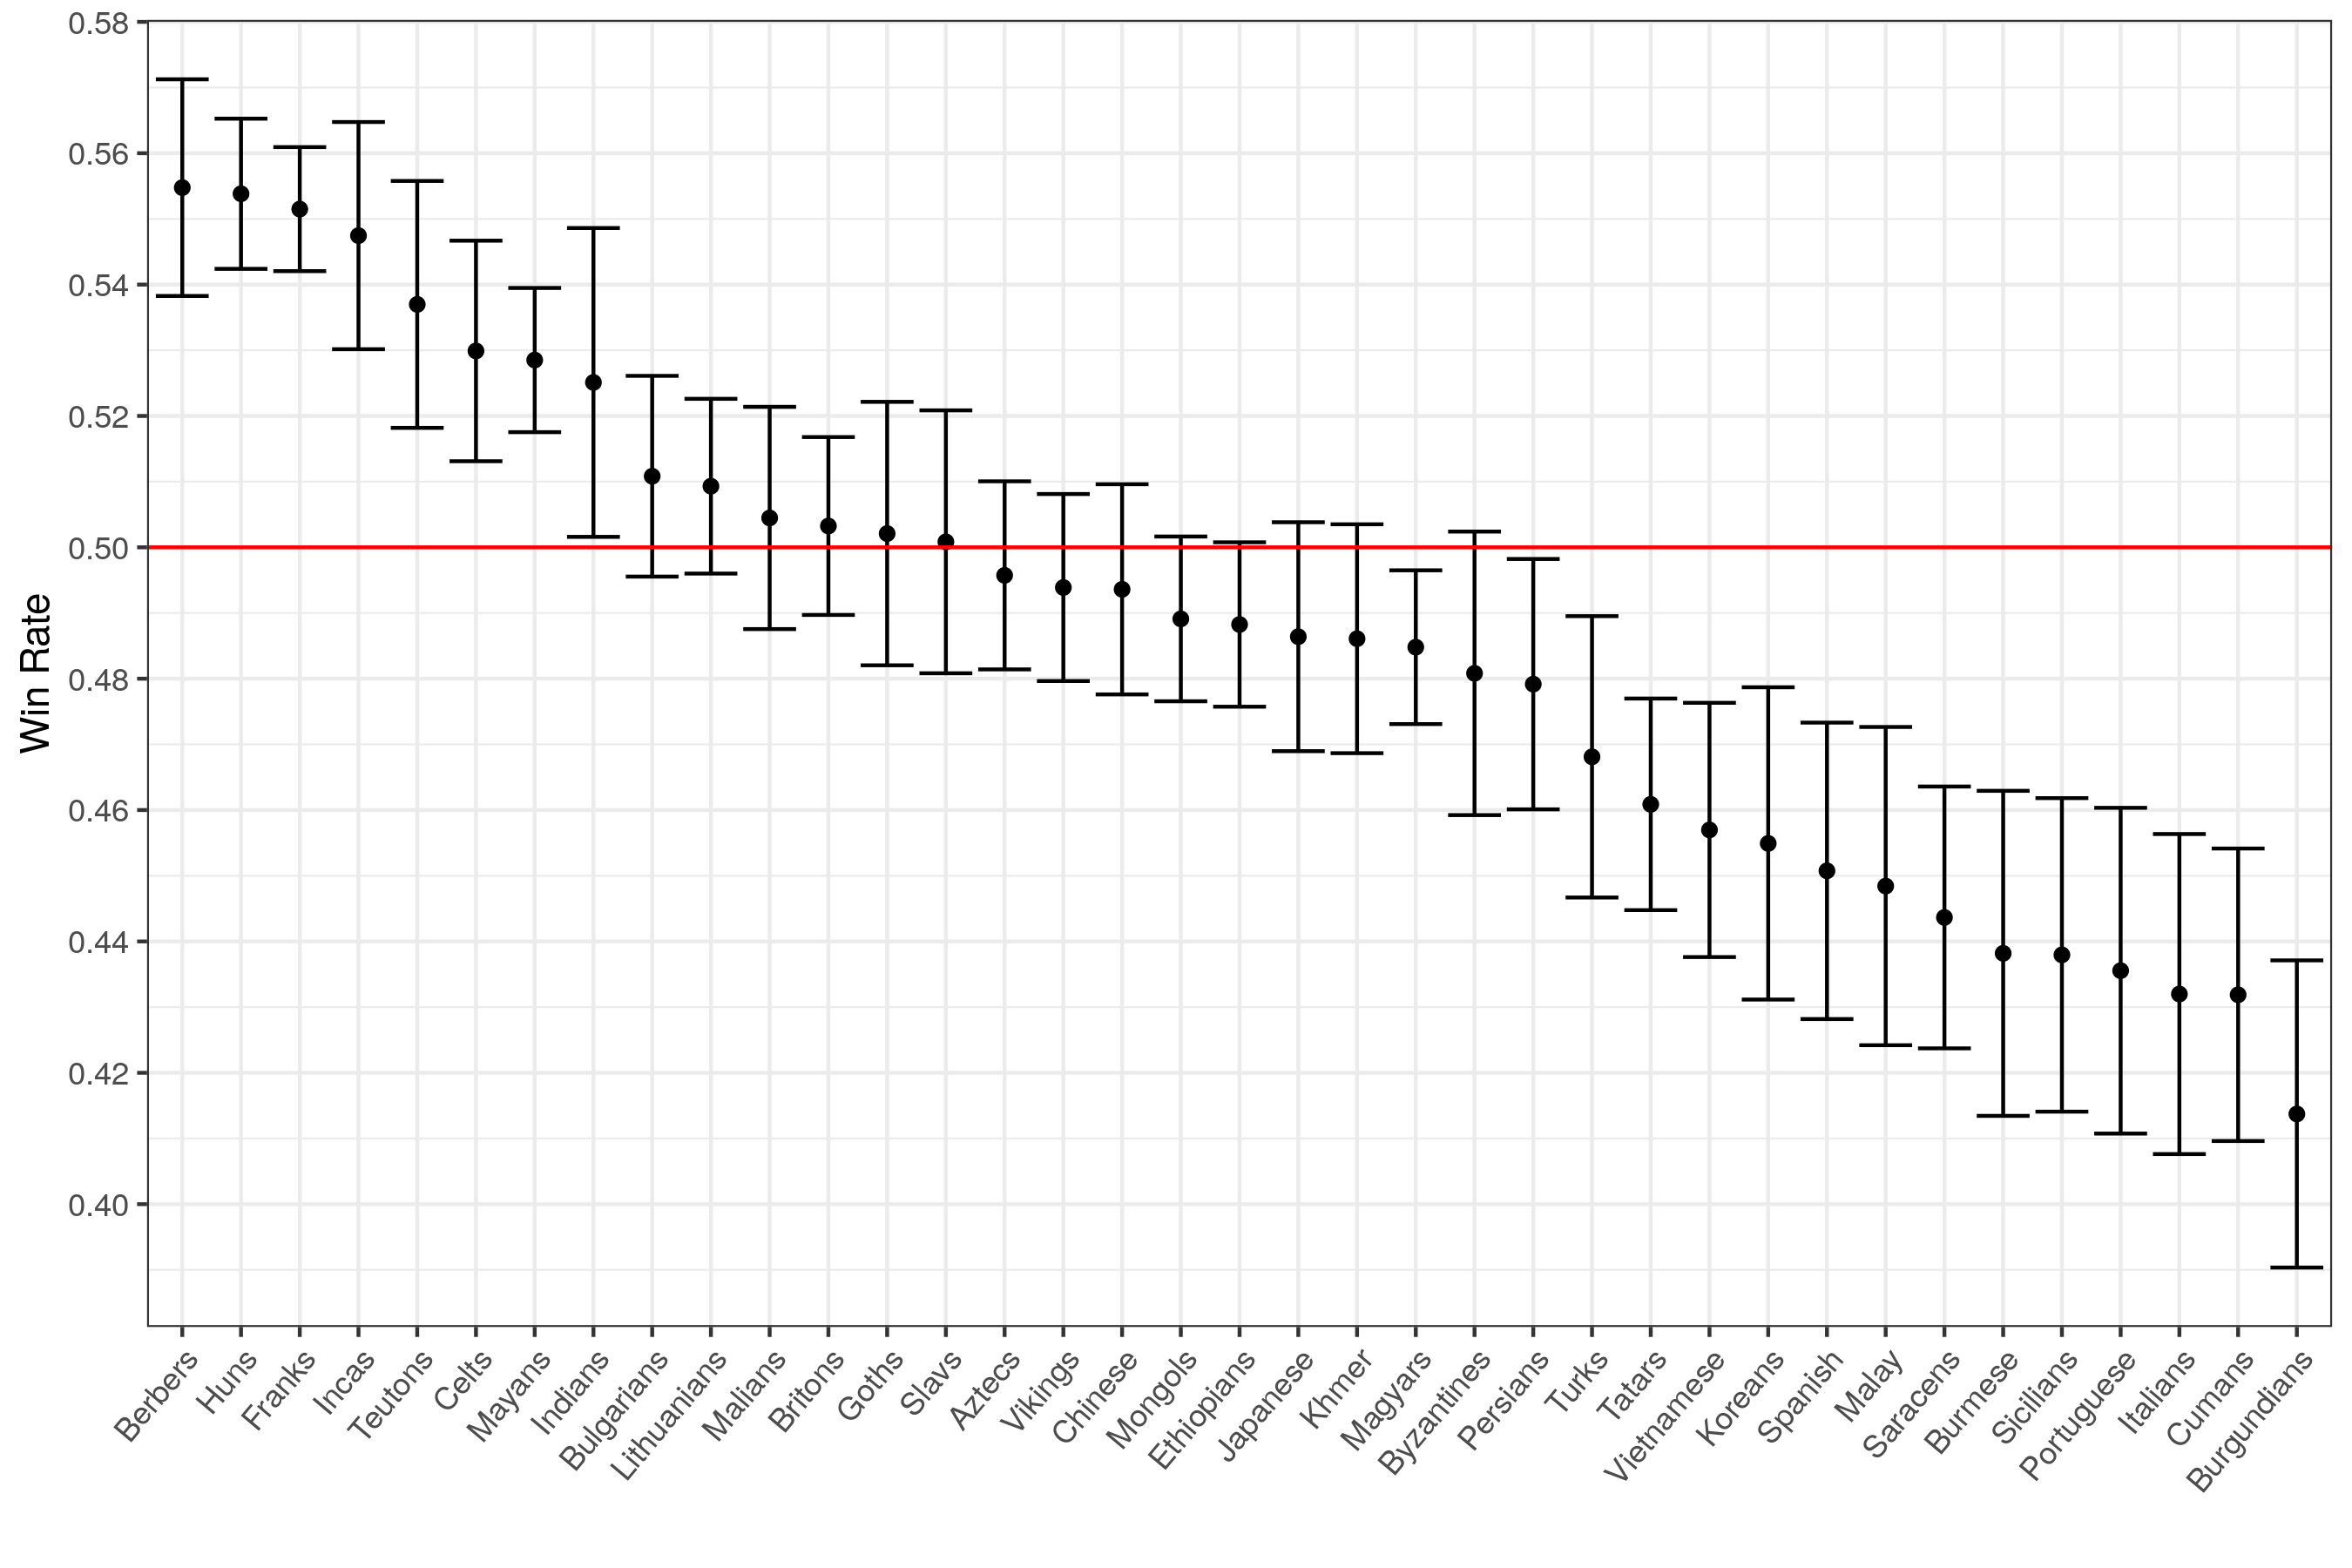 Win Rate
0.58
0.56
0.54
0.52
0.50
0.48
0.46
0.44
0.42
0.40
Berbers
Huns
Franks
Incas
Teutons
Celts
Mayans
Indians
Bulgarians
Lithuanians
Malians
Britons
Goths
Slavs
Aztecs
Vikings
Chinese
Mongols
Ethiopians
Japanese
Khmer
Magyars
Byzantines
Persians
Turks
Tatars
Vietnamese
Koreans
Spanish
Malay
Saracens
Burmese
Sicilians
Portuguese
Italians
Cumans
Burgundians